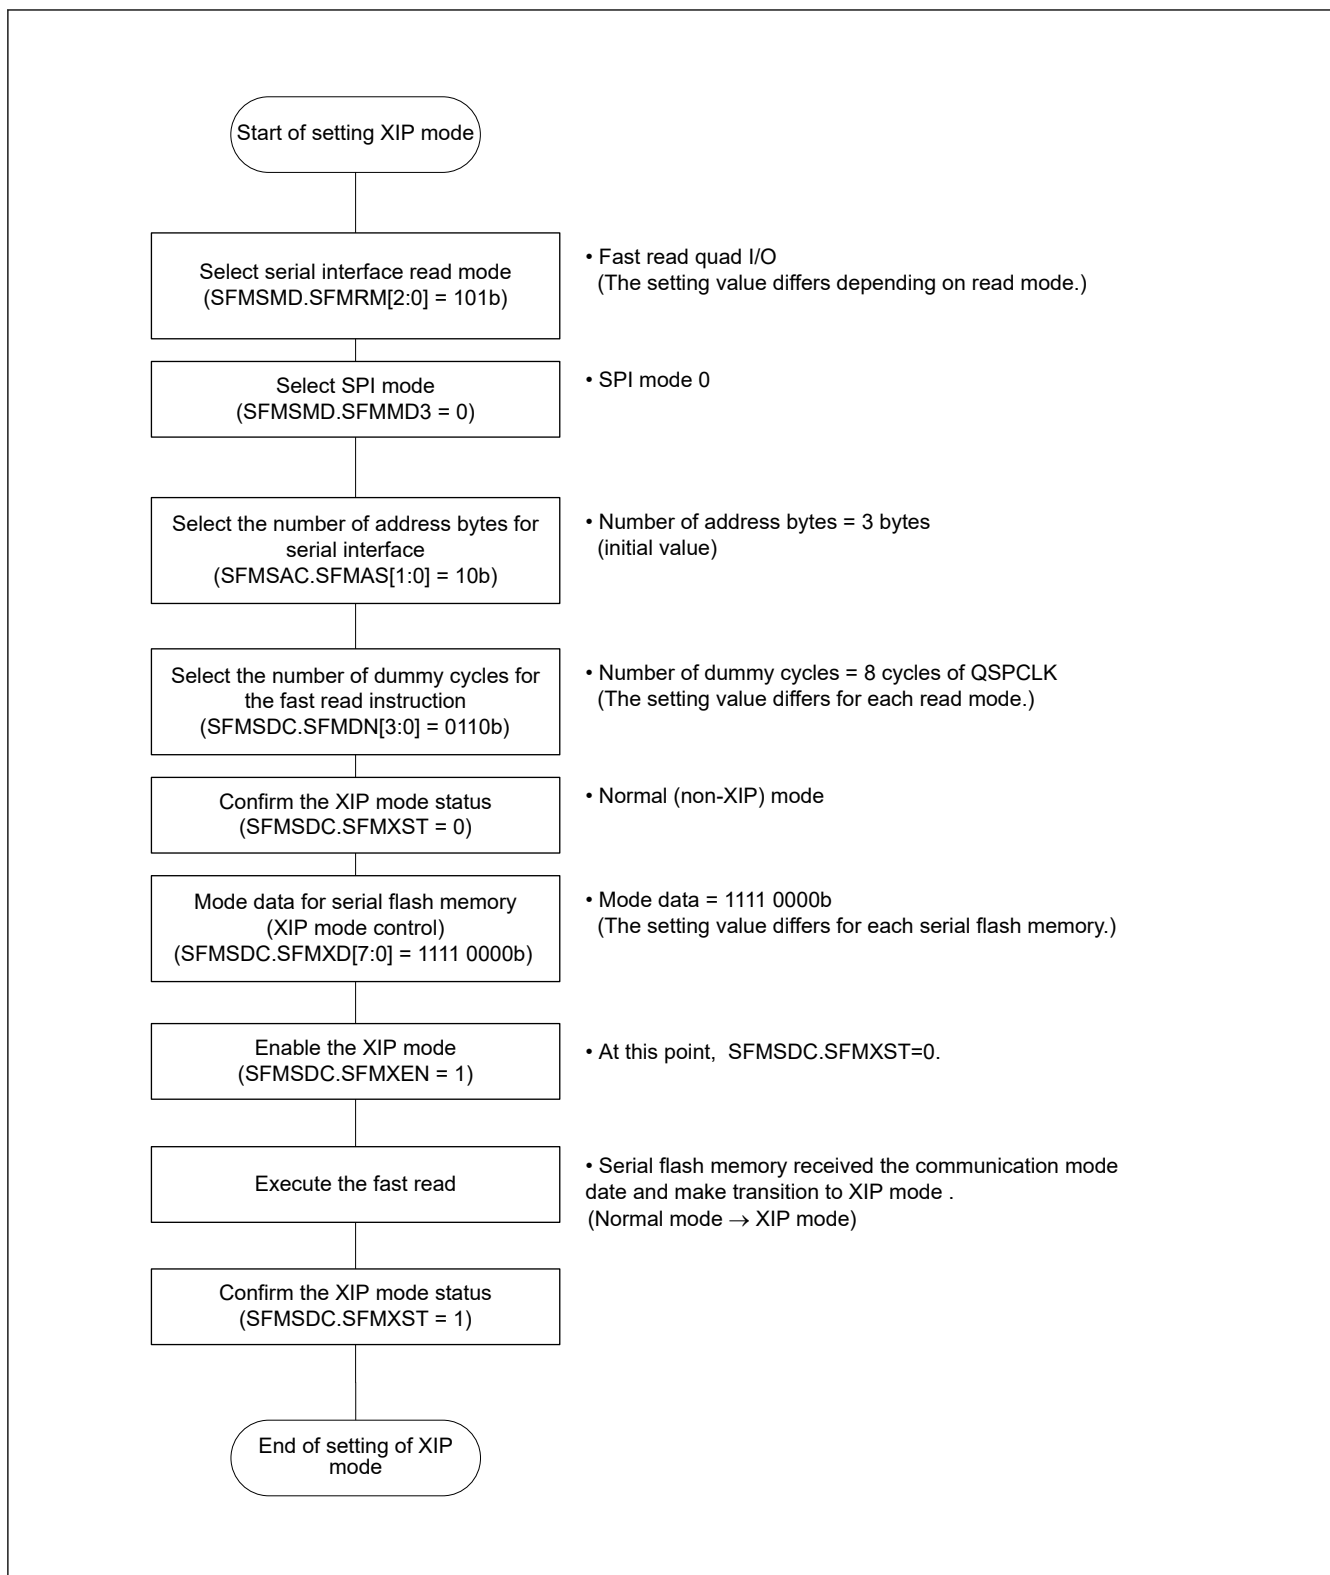 Start of setting XIP mode
Select serial interface read mode
(SFMSMD.SFMRM[2:0] = 101b)
• Fast read quad I/O
(The setting value differs depending on read mode.)
Select SPI mode
(SFMSMD.SFMMD3 = 0)
• SPI mode 0
Select the number of address bytes for
serial interface
(SFMSAC.SFMAS[1:0] = 10b)
• Number of address bytes = 3 bytes
(initial value)
Select the number of dummy cycles for
the fast read instruction
(SFMSDC.SFMDN[3:0] = 0110b)
• Number of dummy cycles = 8 cycles of QSPCLK
(The setting value differs for each read mode.)
Confirm the XIP mode status
(SFMSDC.SFMXST = 0)
• Normal (non-XIP) mode
Mode data for serial flash memory
(XIP mode control)
(SFMSDC.SFMXD[7:0] = 1111 0000b)
• Mode data = 1111 0000b
(The setting value differs for each serial flash memory.)
Enable the XIP mode
(SFMSDC.SFMXEN = 1)
• At this point, SFMSDC.SFMXST=0.
Execute the fast read
• Serial flash memory received the communication mode
date and make transition to XIP mode .
(Normal mode → XIP mode)
Confirm the XIP mode status
(SFMSDC.SFMXST = 1)
End of setting of XIP
mode